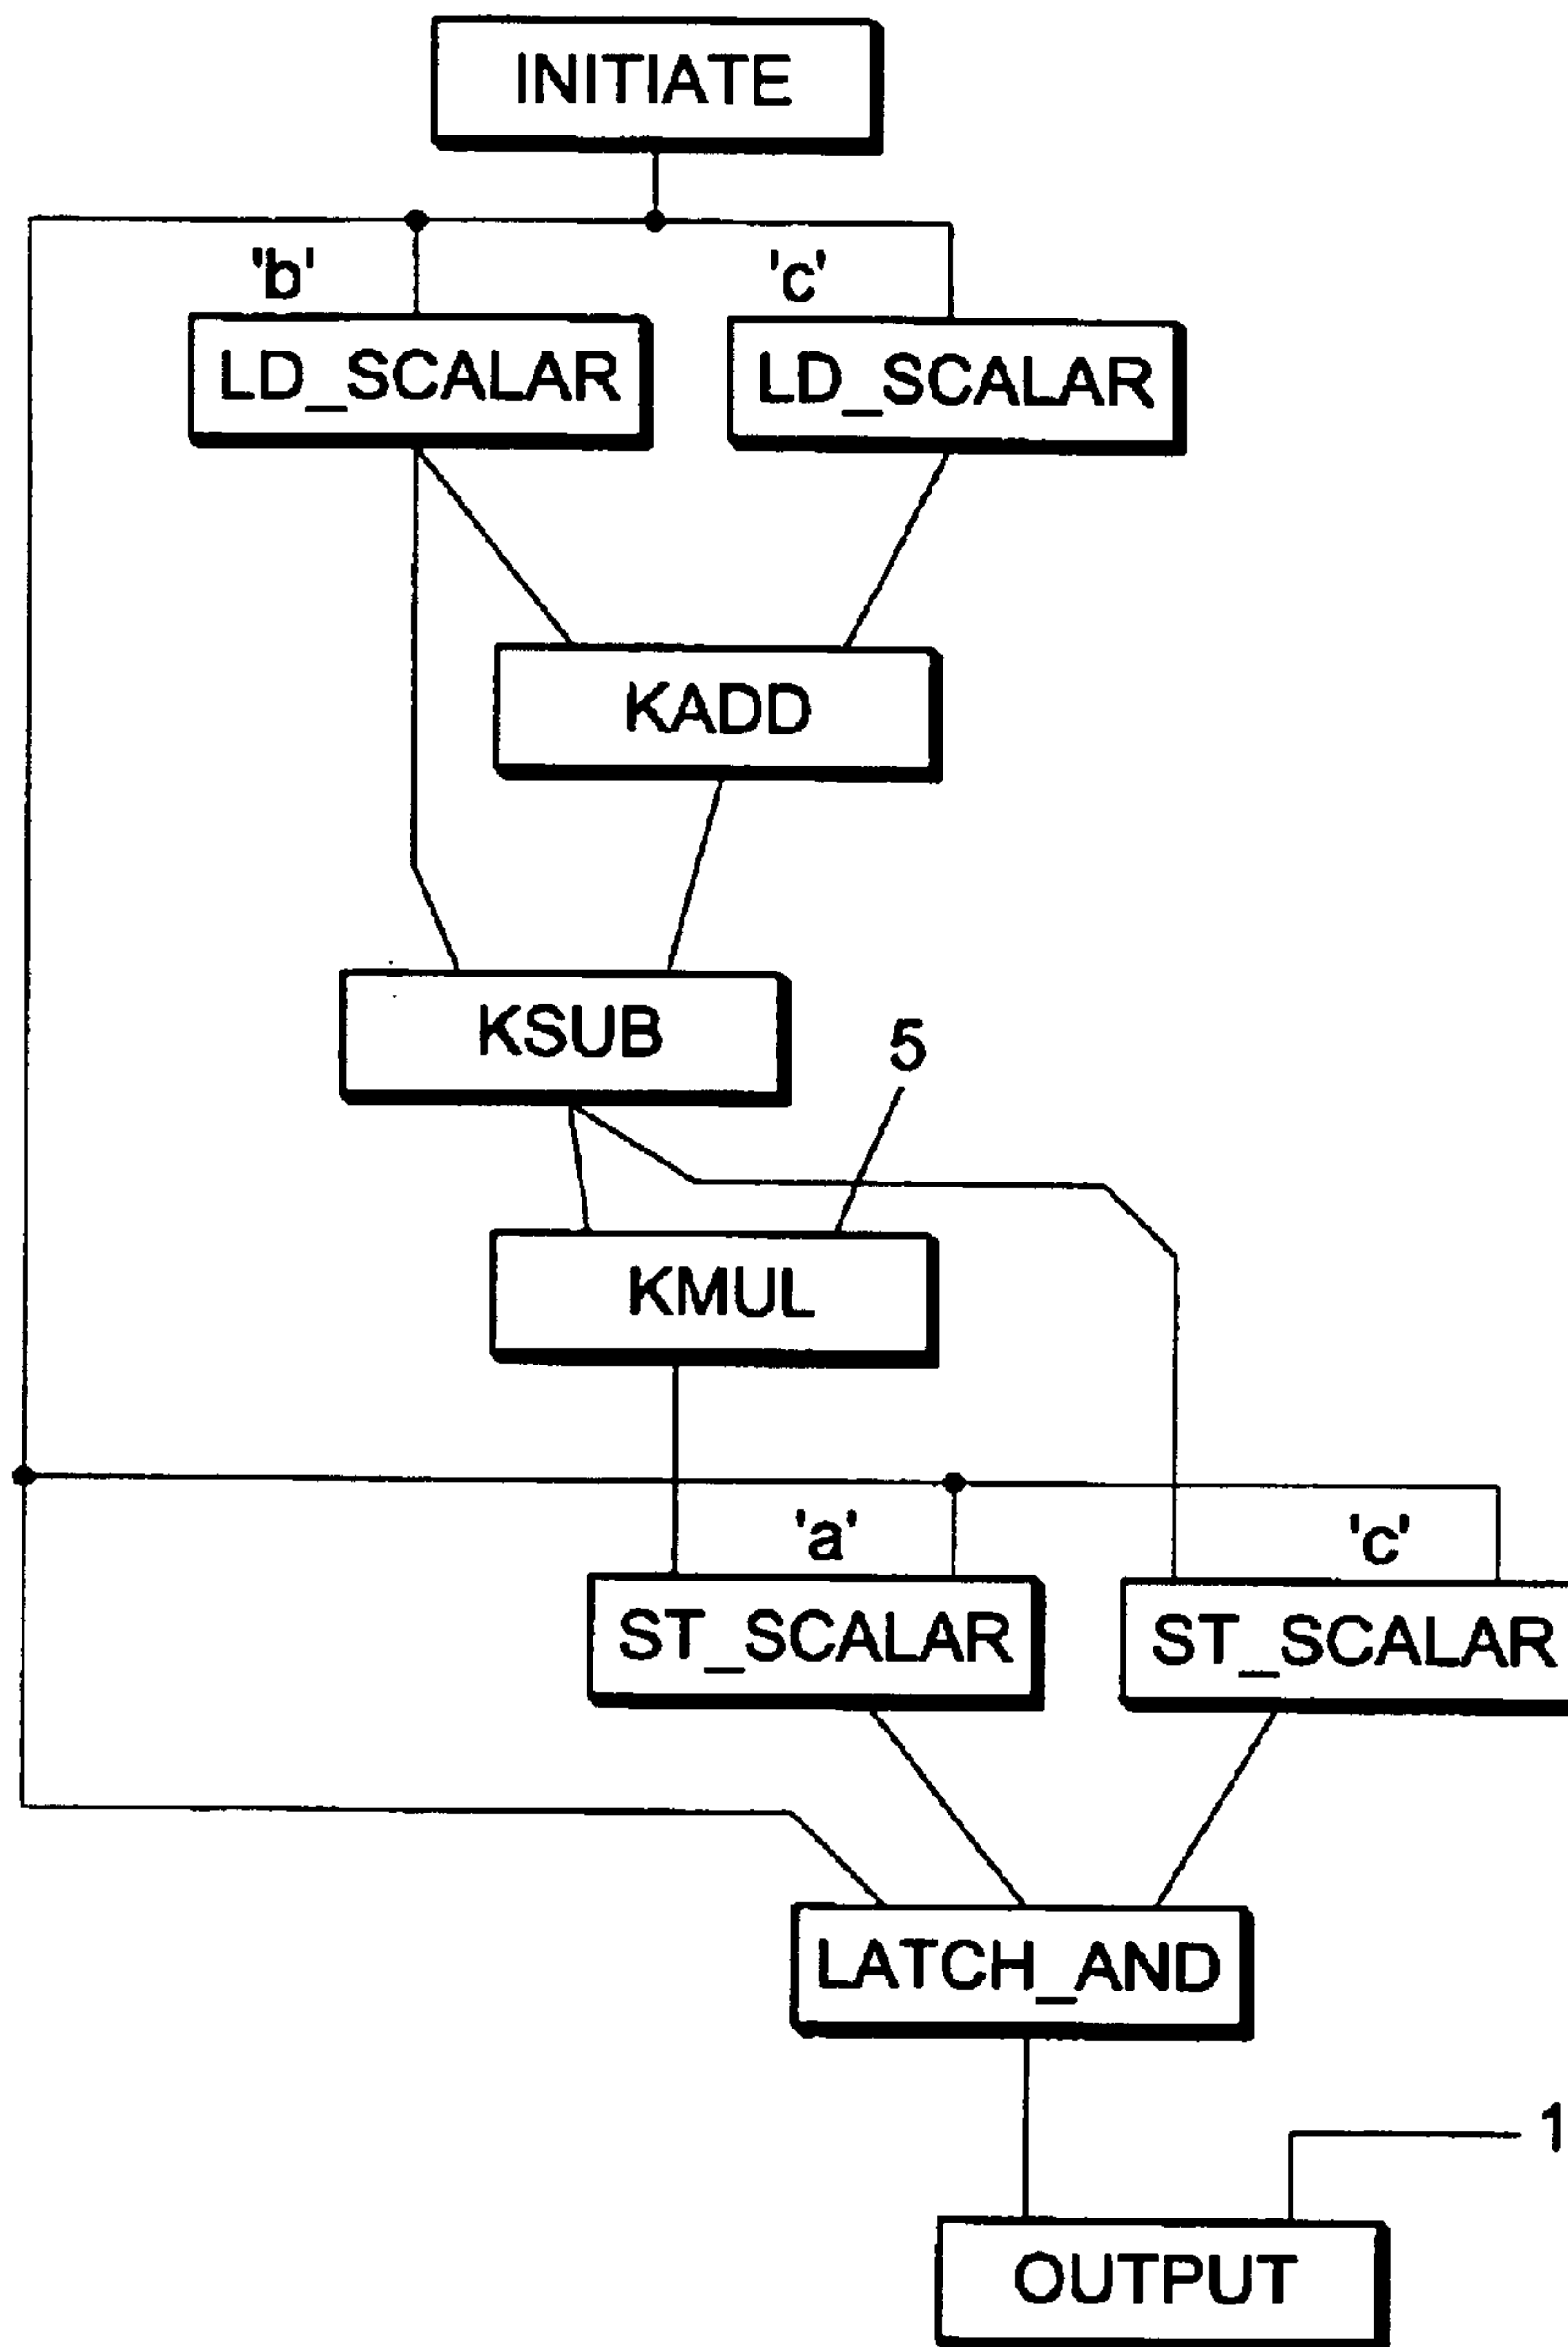 INITIATE
'b' 'c'
LD_SCALAR LD_SCALAR
KADD
KSUB
5
KMUL
'a' 'c'
ST_SCALAR ST_SCALAR
LATCH_AND
1
OUTPUT